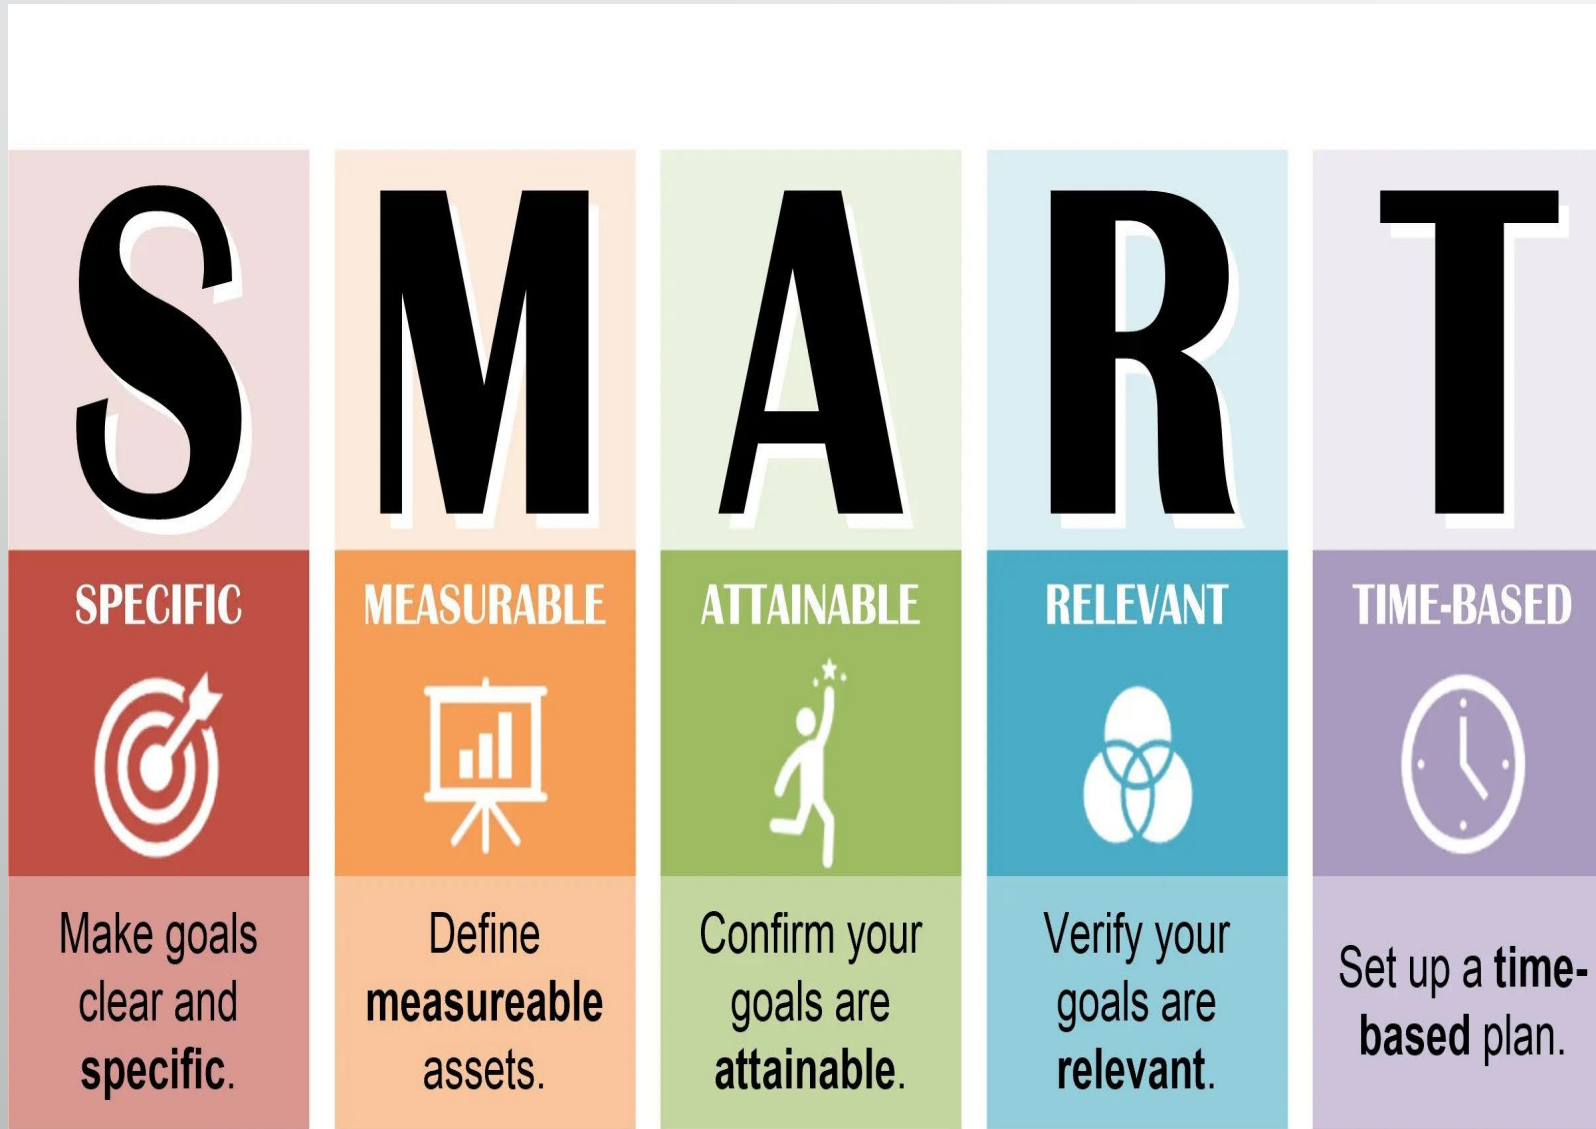 S
M
A
R
T
SPECIFIC
MEASURABLE
ATTAINABLE
RELEVANT
TIME-BASED
Make goals
clear and
specific.
Define
measureable
assets.
Confirm your
goals are
attainable.
Verify your
goals are
relevant.
Set up a time-
based plan.